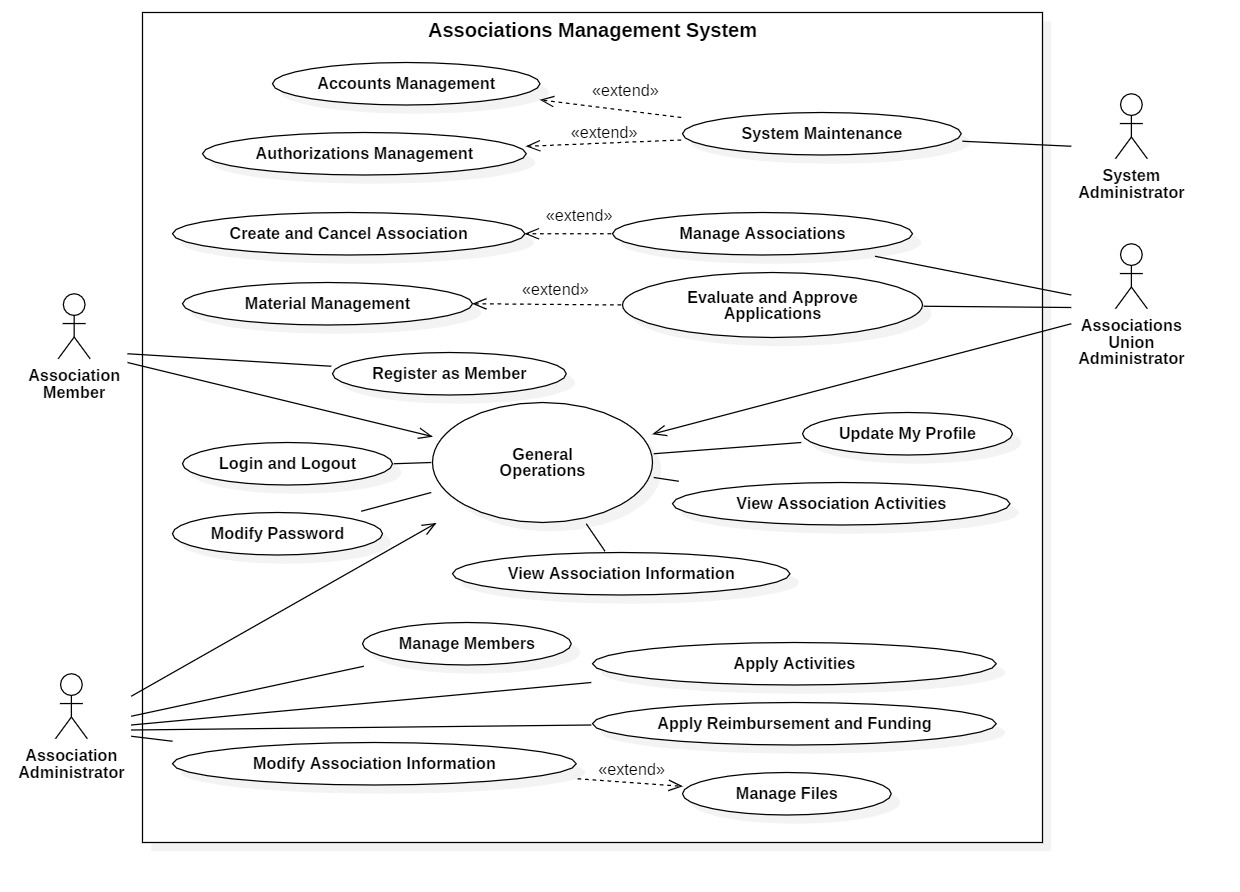 Associations Management System
Accounts Management
«extend»
System Maintenance
«extend»
Authorizations Management
System
Administrator
Create and Cancel Association
«extend»
Manage Associations
Material Management
«extend»
Evaluate and Approve
Applications
Associations
Union
Administrator
Association
Member
Register as Member
General
Operations
Update My Profile
Login and Logout
View Association Activities
Modify Password
View Association Information
Manage Members
Apply Activities
Apply Reimbursement and Funding
Association
Administrator
Modify Association Information
«extend»
Manage Files